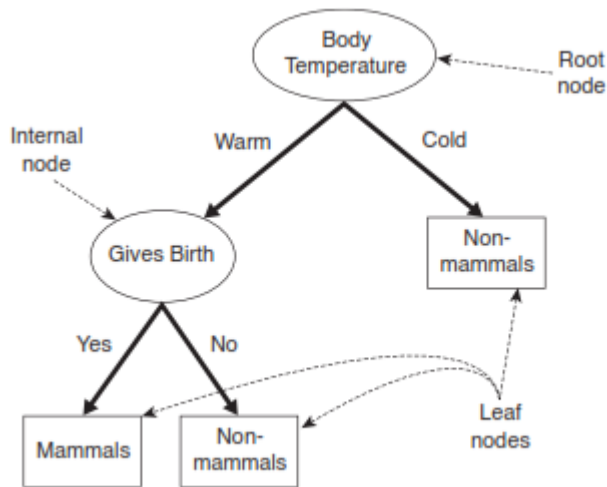 Body
Temperature
Root
node
Internal
node
Warm
Cold
Gives Birth
Non-
mammals
Yes
No
Mammals
Non-
mammals
Leaf
nodes